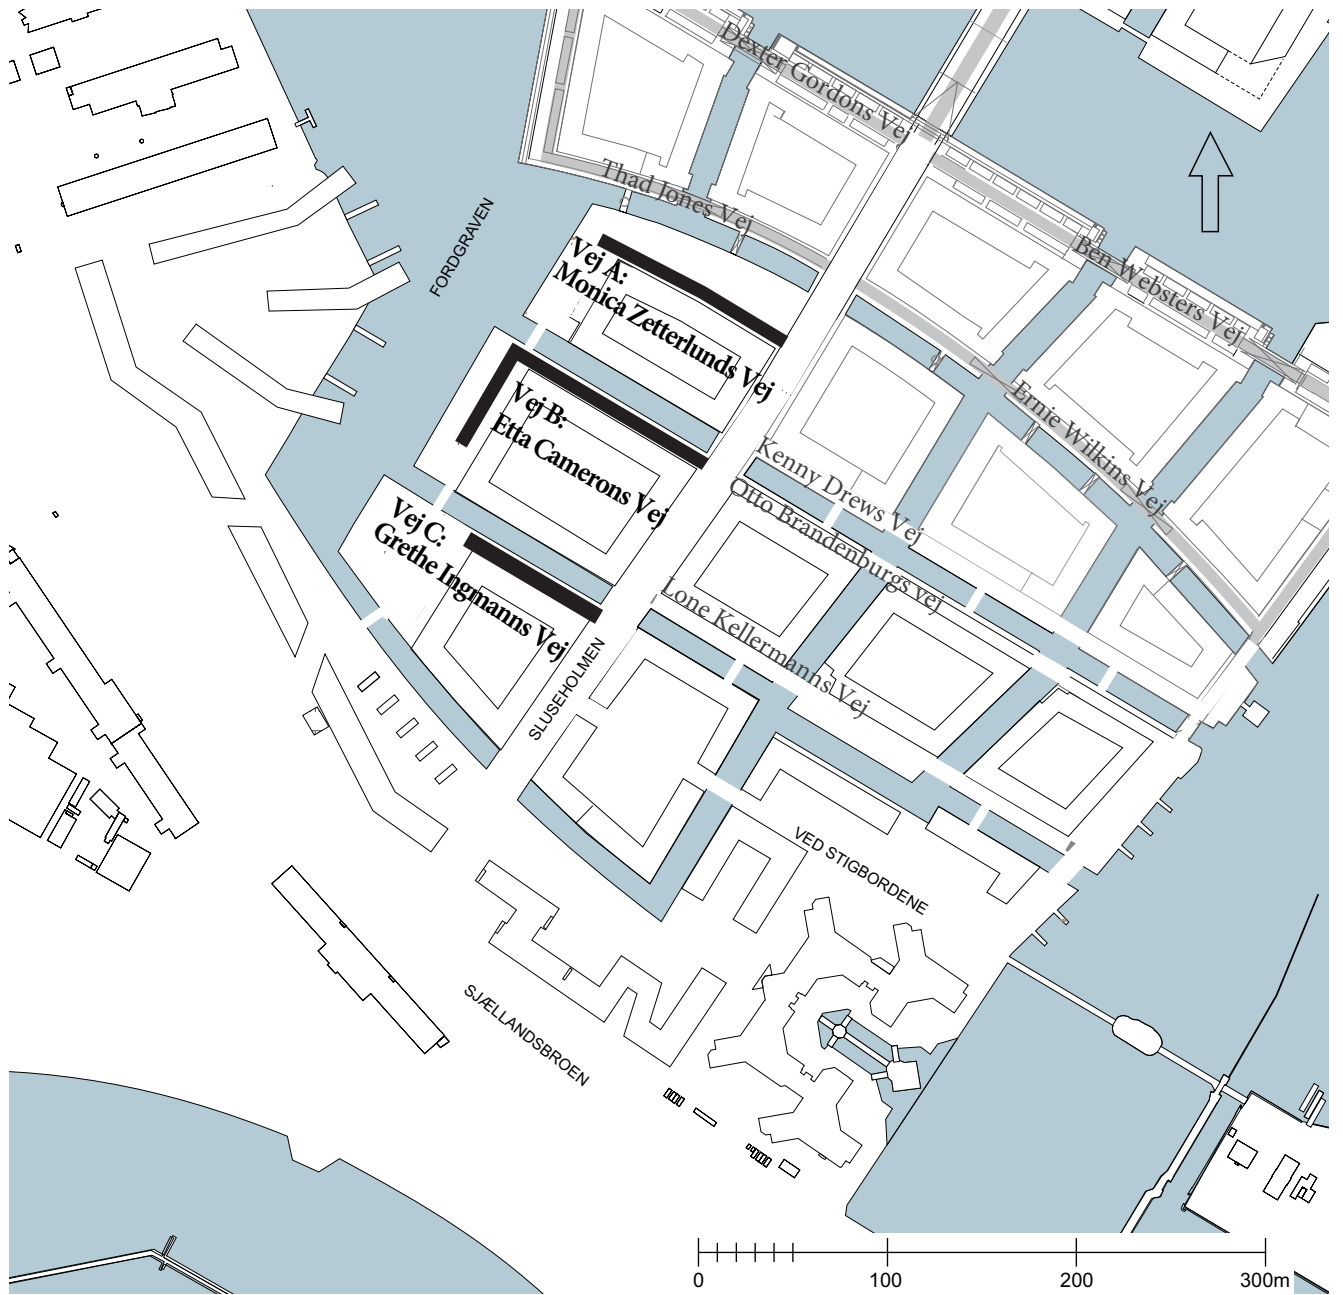 Dexter Gordons Vej
Thad Jones Vej
FORDGRAVEN
Ben Websters Vej
Vej A:
Monica Zetterlunds Vej
Ernie Wilkins Vej
Vej B:
Etta Camerons Vej
Kenny Drews Vej
Otto Brandenburgs vej
Vej C:
Grethe Ingmanns Vej
Lone Kellermanns Vej
SLUSEHOLMEN
VED STIGBORDENE
SJÆLLANDSBROEN
0 100 200 300m